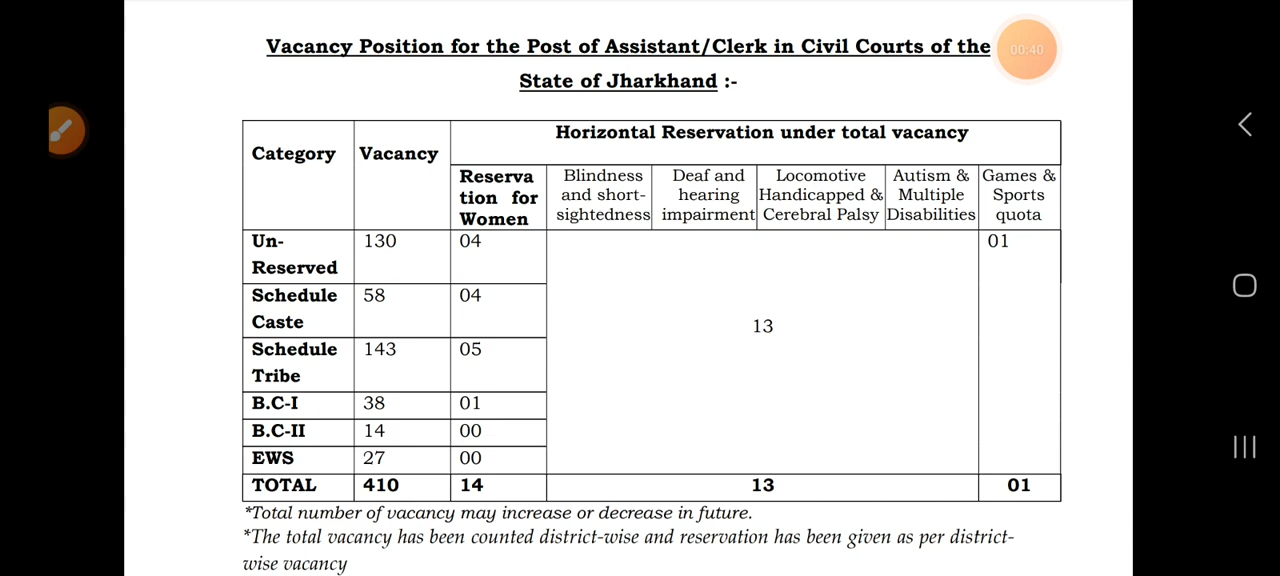 Vacancy Position for the Post of Assistant/Clerk in Civil Courts of the
State of Jharkhand :-
00:40
Category Vacancy Horizontal Reservation under total vacancy
Reserva
tion for
Women
Blindness
and short-
sightedness
Deaf and
hearing
impairment
Locomotive
Handicapped &
Cerebral Palsy
Autism &
Multiple
Disabilities
Games &
Sports
quota
Un-
Reserved
130 04 01
Schedule
Caste
58 04
13
Schedule
Tribe
143 05
B.C-I 38 01
B.C-II 14 00
EWS 27 00
TOTAL 410 14 13 01
*Total number of vacancy may increase or decrease in future.
*The total vacancy has been counted district-wise and reservation has been given as per district-
wise vacancy